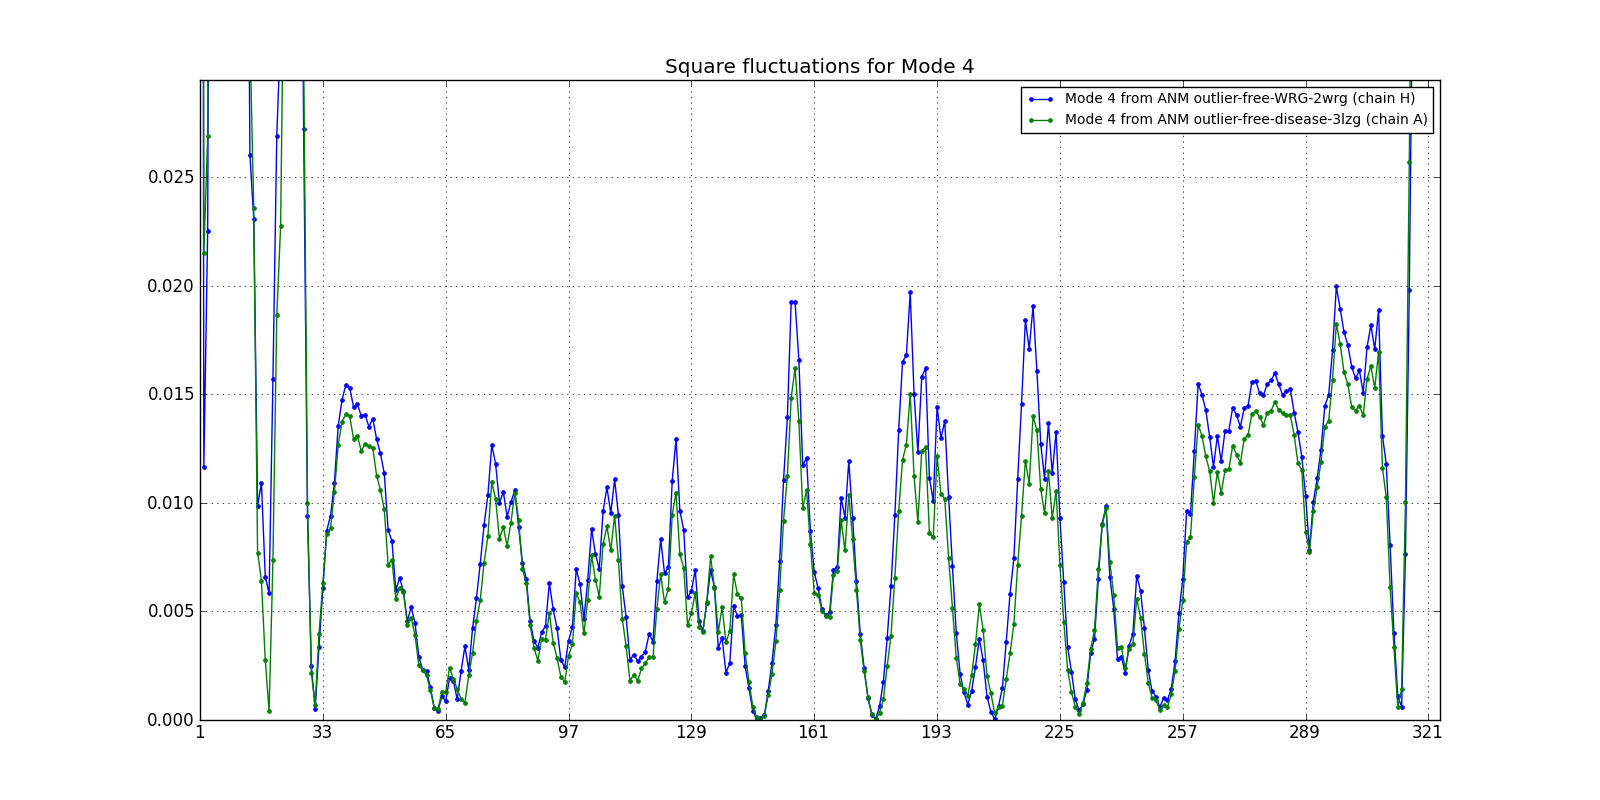 Square fluctuations for Mode 4
Mode 4 from ANM outlier-free-WRG-2wrg (chain H)
Mode 4 from ANM outlier-free-disease-3lzg (chain A)
0.025
0.020
0.015
0.010
0.005
0.000
1 33 65 97 129 161 193 225 257 289 321